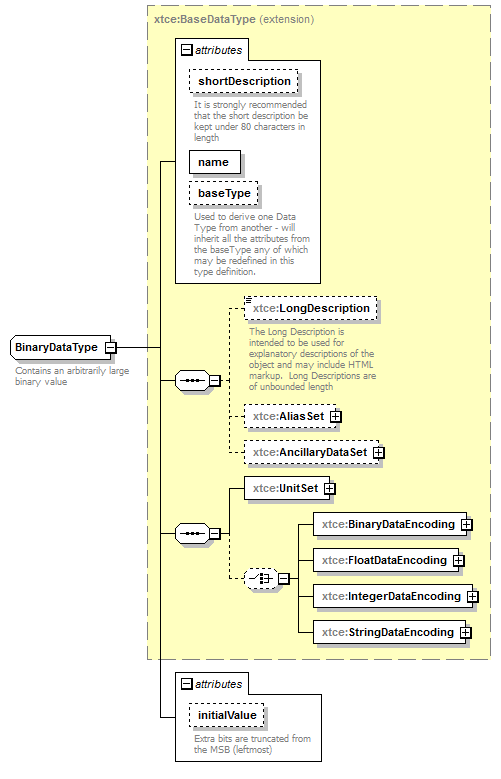 xtce:BaseDataType (extension)
attributes
shortDescription
It is strongly recommended
that the short description be
kept under 80 characters in
length
name
baseType
Used to derive one Data
Type from another - will
inherit all the attributes from
the baseType any of which
may be redefined in this
type definition.
BinaryDataType
Contains an arbitrarily large
binary value
xtce:LongDescription
The Long Description is
intended to be used for
explanatory descriptions of the
object and may include HTML
markup. Long Descriptions are
of unbounded length
xtce:AliasSet
xtce:AncillaryDataSet
xtce:UnitSet
xtce:BinaryDataEncoding
xtce:FloatDataEncoding
xtce:IntegerDataEncoding
xtce:StringDataEncoding
attributes
initialValue
Extra bits are truncated from
the MSB (leftmost)